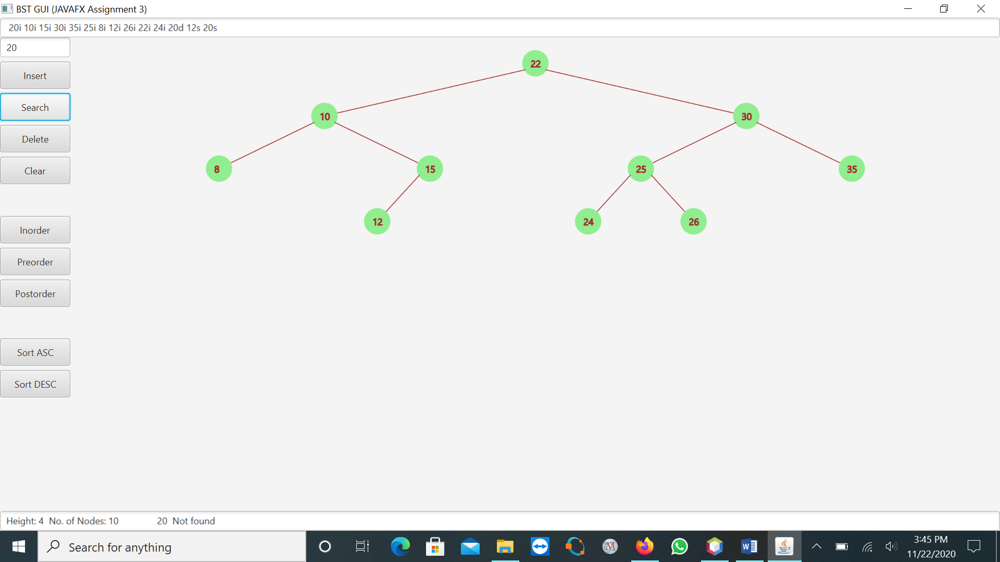 BST GUI (JAVAFX Assignment 3)
20i 10i 15i 30i 35i 25i 8i 12i 26i 22i 24i 20d 12s 20s
20
Insert
Search
Delete
Clear
Inorder
Preorder
Postorder
Sort ASC
Sort DESC
22
10 30
8 15 25 35
12 24 26
Height: 4 No. of Nodes: 10 20 Not found
Search for anything
M
W
3:45 PM
11/22/2020